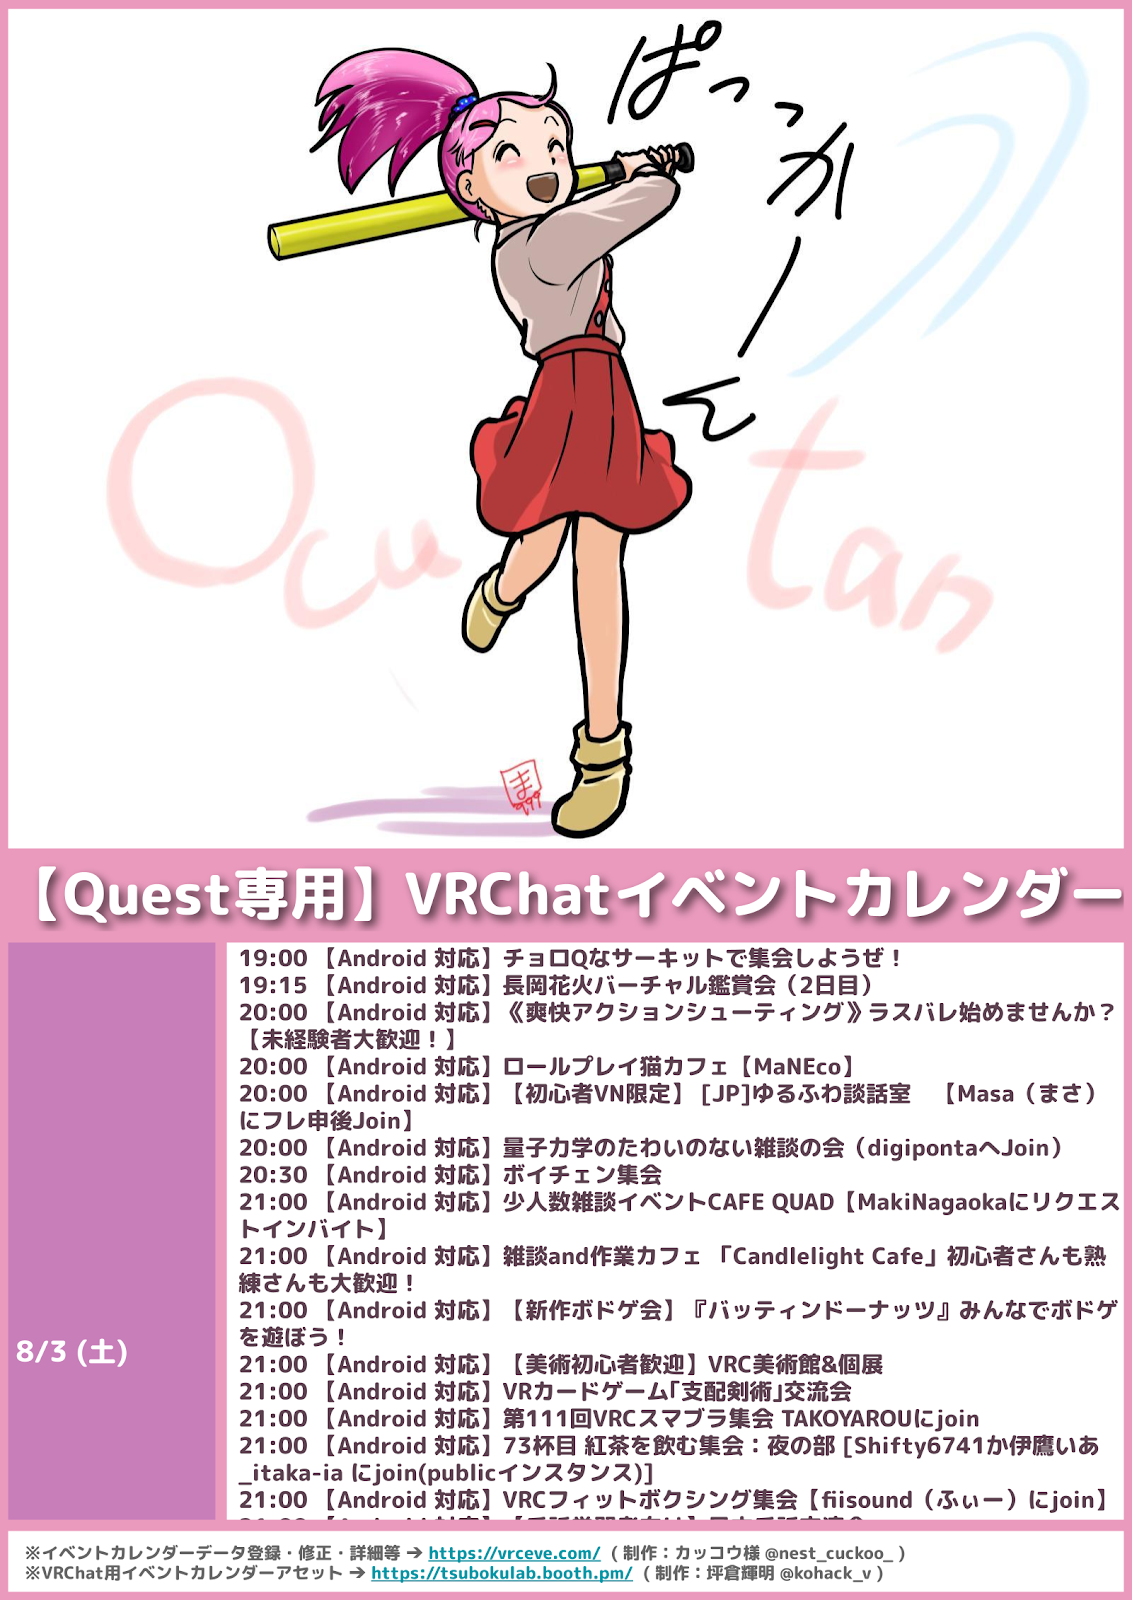 ぱっっかーん
Qcu tan
ま
999
【Quest専用】VRChatイベントカレンダー
8/3 (土)
19:00 【Android 対応】チョロQなサーキットで集会しようぜ！
19:15 【Android 対応】長岡花火バーチャル鑑賞会（2日目）
20:00 【Android 対応】《爽快アクションシューティング》ラスバレ始めませんか？
【未経験者大歓迎！】
20:00 【Android 対応】ロールプレイ猫カフェ【MaNEco】
20:00 【Android 対応】【初心者VN限定】 [JP]ゆるふわ談話室　【Masa（まさ）
にフレ申後Join】
20:00 【Android 対応】量子力学のたわいのない雑談の会（digipontaへJoin）
20:30 【Android 対応】ボイチェン集会
21:00 【Android 対応】少人数雑談イベントCAFE QUAD【MakiNagaokaにリクエス
トインバイト】
21:00 【Android 対応】雑談and作業カフェ 「Candlelight Cafe」初心者さんも熟
練さんも大歓迎！
21:00 【Android 対応】【新作ボドゲ会】『バッティンドーナッツ』みんなでボドゲ
を遊ぼう！
21:00 【Android 対応】【美術初心者歓迎】VRC美術館&個展
21:00 【Android 対応】VRカードゲーム｢支配剣術｣交流会
21:00 【Android 対応】第111回VRCスマブラ集会 TAKOYAROUにjoin
21:00 【Android 対応】73杯目 紅茶を飲む集会：夜の部 [Shifty6741か伊鷹いあ
_itaka-ia にjoin(publicインスタンス)]
21:00 【Android 対応】VRCフィットボクシング集会【fiisound（ふぃー）にjoin】
※イベントカレンダーデータ登録・修正・詳細等 → https://vrceve.com/ （ 制作：カッコウ様 @nest_cuckoo_ ）
※VRChat用イベントカレンダーアセット → https://tsubokulab.booth.pm/ （ 制作：坪倉輝明 @kohack_v ）